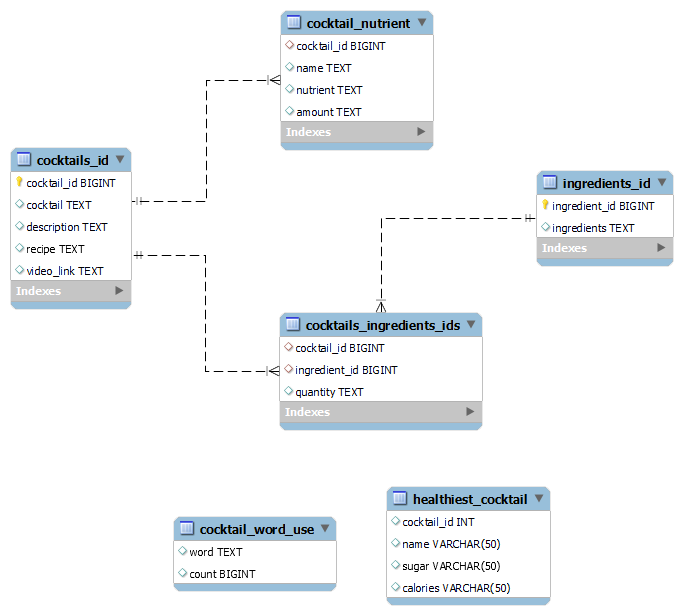 cocktail_nutrient
cocktail_id BIGINT
name TEXT
nutrient TEXT
amount TEXT
Indexes
cocktails_id
cocktail_id BIGINT
cocktail TEXT
description TEXT
recipe TEXT
video_link TEXT
Indexes
ingredients_id
ingredient_id BIGINT
ingredients TEXT
Indexes
cocktails_ingredients_ids
cocktail_id BIGINT
ingredient_id BIGINT
quantity TEXT
Indexes
cocktail_word_use
word TEXT
count BIGINT
healthiest_cocktail
cocktail_id INT
name VARCHAR(50)
sugar VARCHAR(50)
calories VARCHAR(50)